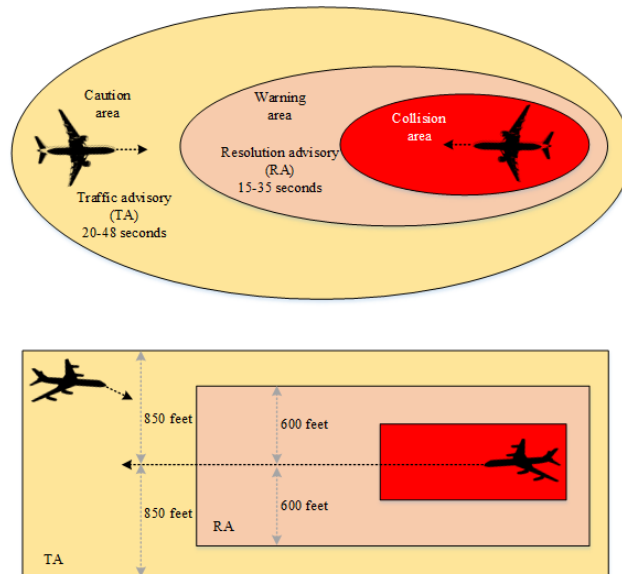 Caution
area
Warning
area
Collision
area
Resolution advisory
(RA)
15-35 seconds
Traffic advisory
(TA)
20-48 seconds
850 feet
600 feet
850 feet
600 feet
RA
TA